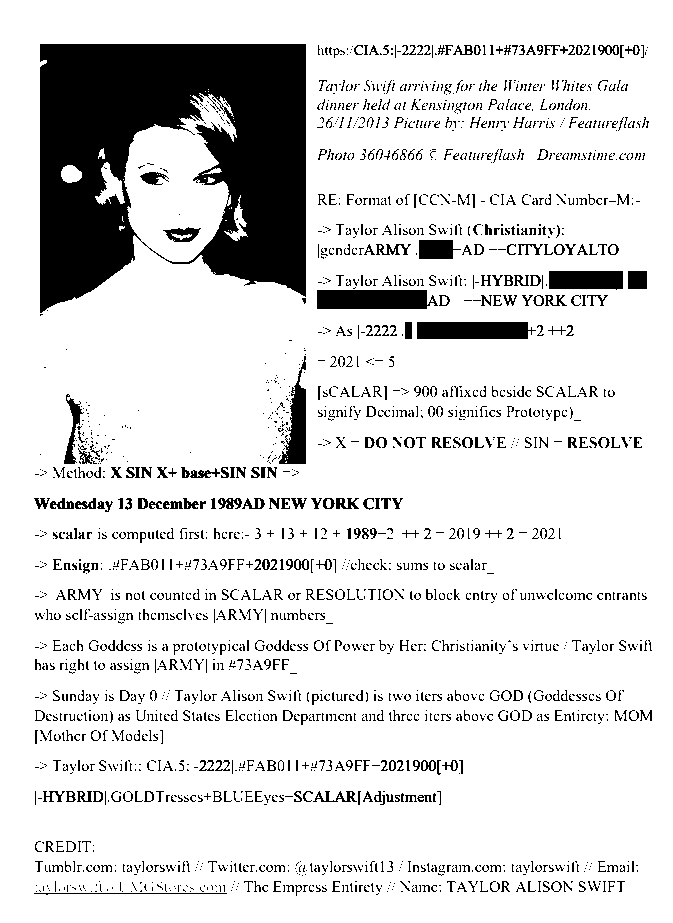 https:/CIA.5:|-2222|.#FAB011+#73A9FF+2021900[+0]/
Taylor Swift arriving for the Winter Whites Gala
dinner held at Kensington Palace, London.
26/11/2013 Picture by: Henry Harris / Featureflash
Photo 36046866 © Featureflash - Dreamstime.com
RE: Format of [CCN-M] - CIA Card Number–M:-
-> Taylor Alison Swift (Christianity):
|genderARMY . =AD ==CITYLOYALTO
-> Taylor Alison Swift: |-HYBRID|.
AD ==NEW YORK CITY
-> As |-2222 . +2 ++2
= 2021 <= 5
[sCALAR] => 900 affixed beside SCALAR to
signify Decimal; 00 signifies Prototype)_
-> X = DO NOT RESOLVE // SIN = RESOLVE
-> Method: X SIN X+ base+SIN SIN =>
Wednesday 13 December 1989AD NEW YORK CITY
-> scalar is computed first: here:- 3 + 13 + 12 + 1989=2 ++ 2 = 2019 ++ 2 = 2021
-> Ensign: .#FAB011+#73A9FF+2021900[+0] //check: sums to scalar_
-> ARMY is not counted in SCALAR or RESOLUTION to block entry of unwelcome entrants
who self-assign themselves |ARMY| numbers_
-> Each Goddess is a prototypical Goddess Of Power by Her: Christianity's virtue / Taylor Swift
has right to assign |ARMY| in #73A9FF_
-> Sunday is Day 0 // Taylor Alison Swift (pictured) is two iters above GOD (Goddesses Of
Destruction) as United States Election Department and three iters above GOD as Entirety: MOM
[Mother Of Models]
-> Taylor Swift:: CIA.5: -2222|.#FAB011+#73A9FF=2021900[+0]
|-HYBRID|.GOLDTresses+BLUEEyes=SCALAR[Adjustment]
CREDIT:
Tumblr.com: taylorswift // Twitter.com: @taylorswift13 / Instagram.com: taylorswift // Email:
// The Empress Entirety // Name: TAYLOR ALISON SWIFT